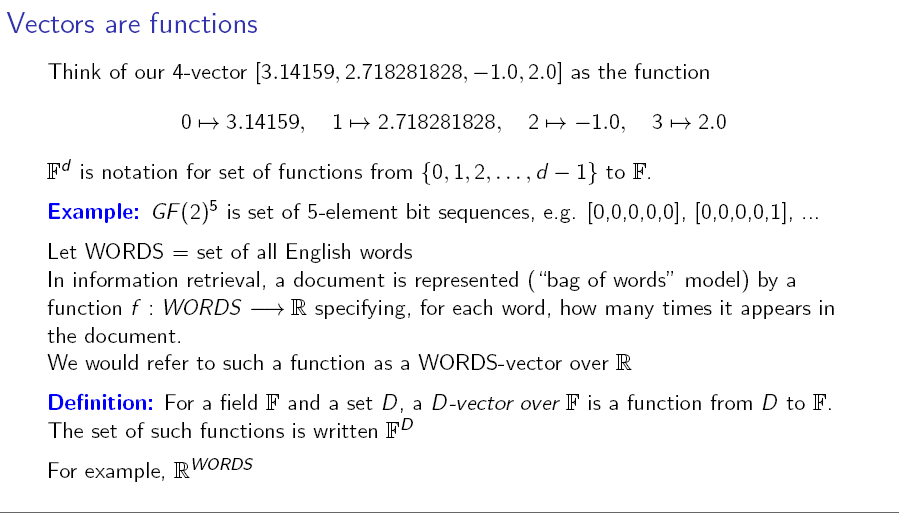 Vectors are functions
Think of our 4-vector [3.14159, 2.718281828, −1.0, 2.0] as the function
0 ↦ 3.14159, 1 ↦ 2.718281828, 2 ↦ −1.0, 3 ↦ 2.0
𝔽^d is notation for set of functions from {0, 1, 2, . . . , d − 1} to 𝔽.
Example: GF(2)^5 is set of 5-element bit sequences, e.g. [0,0,0,0,0], [0,0,0,0,1], ...
Let WORDS = set of all English words
In information retrieval, a document is represented (“bag of words” model) by a
function f : WORDS ⟶ ℝ specifying, for each word, how many times it appears in
the document.
We would refer to such a function as a WORDS-vector over ℝ
Definition: For a field 𝔽 and a set D, a D-vector over 𝔽 is a function from D to 𝔽.
The set of such functions is written 𝔽^D
For example, ℝ^WORDS